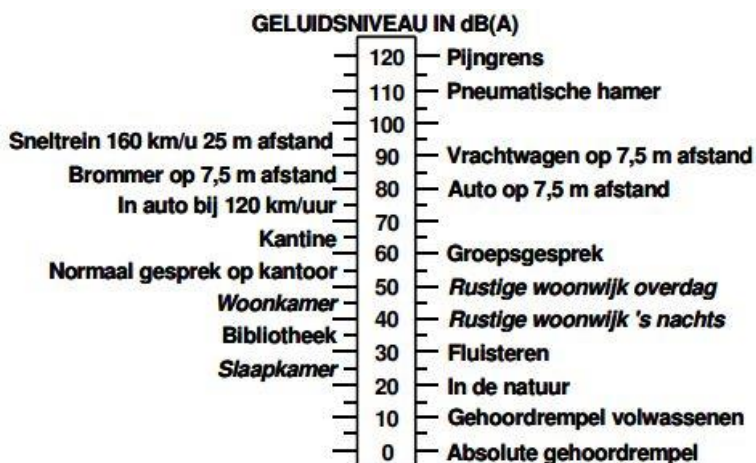 GELUIDSNIVEAU IN dB(A)
120 Pijngrens
110 Pneumatische hamer
100
Sneltrein 160 km/u 25 m afstand
90 Vrachtwagen op 7,5 m afstand
Brommer op 7,5 m afstand
80 Auto op 7,5 m afstand
In auto bij 120 km/uur
70
Kantine
60 Groepsgesprek
Normaal gesprek op kantoor
50 Rustige woonwijk overdag
Woonkamer
40 Rustige woonwijk 's nachts
Bibliotheek
30 Fluisteren
Slaapkamer
20 In de natuur
10 Gehoordrempel volwassenen
0 Absolute gehoordrempel